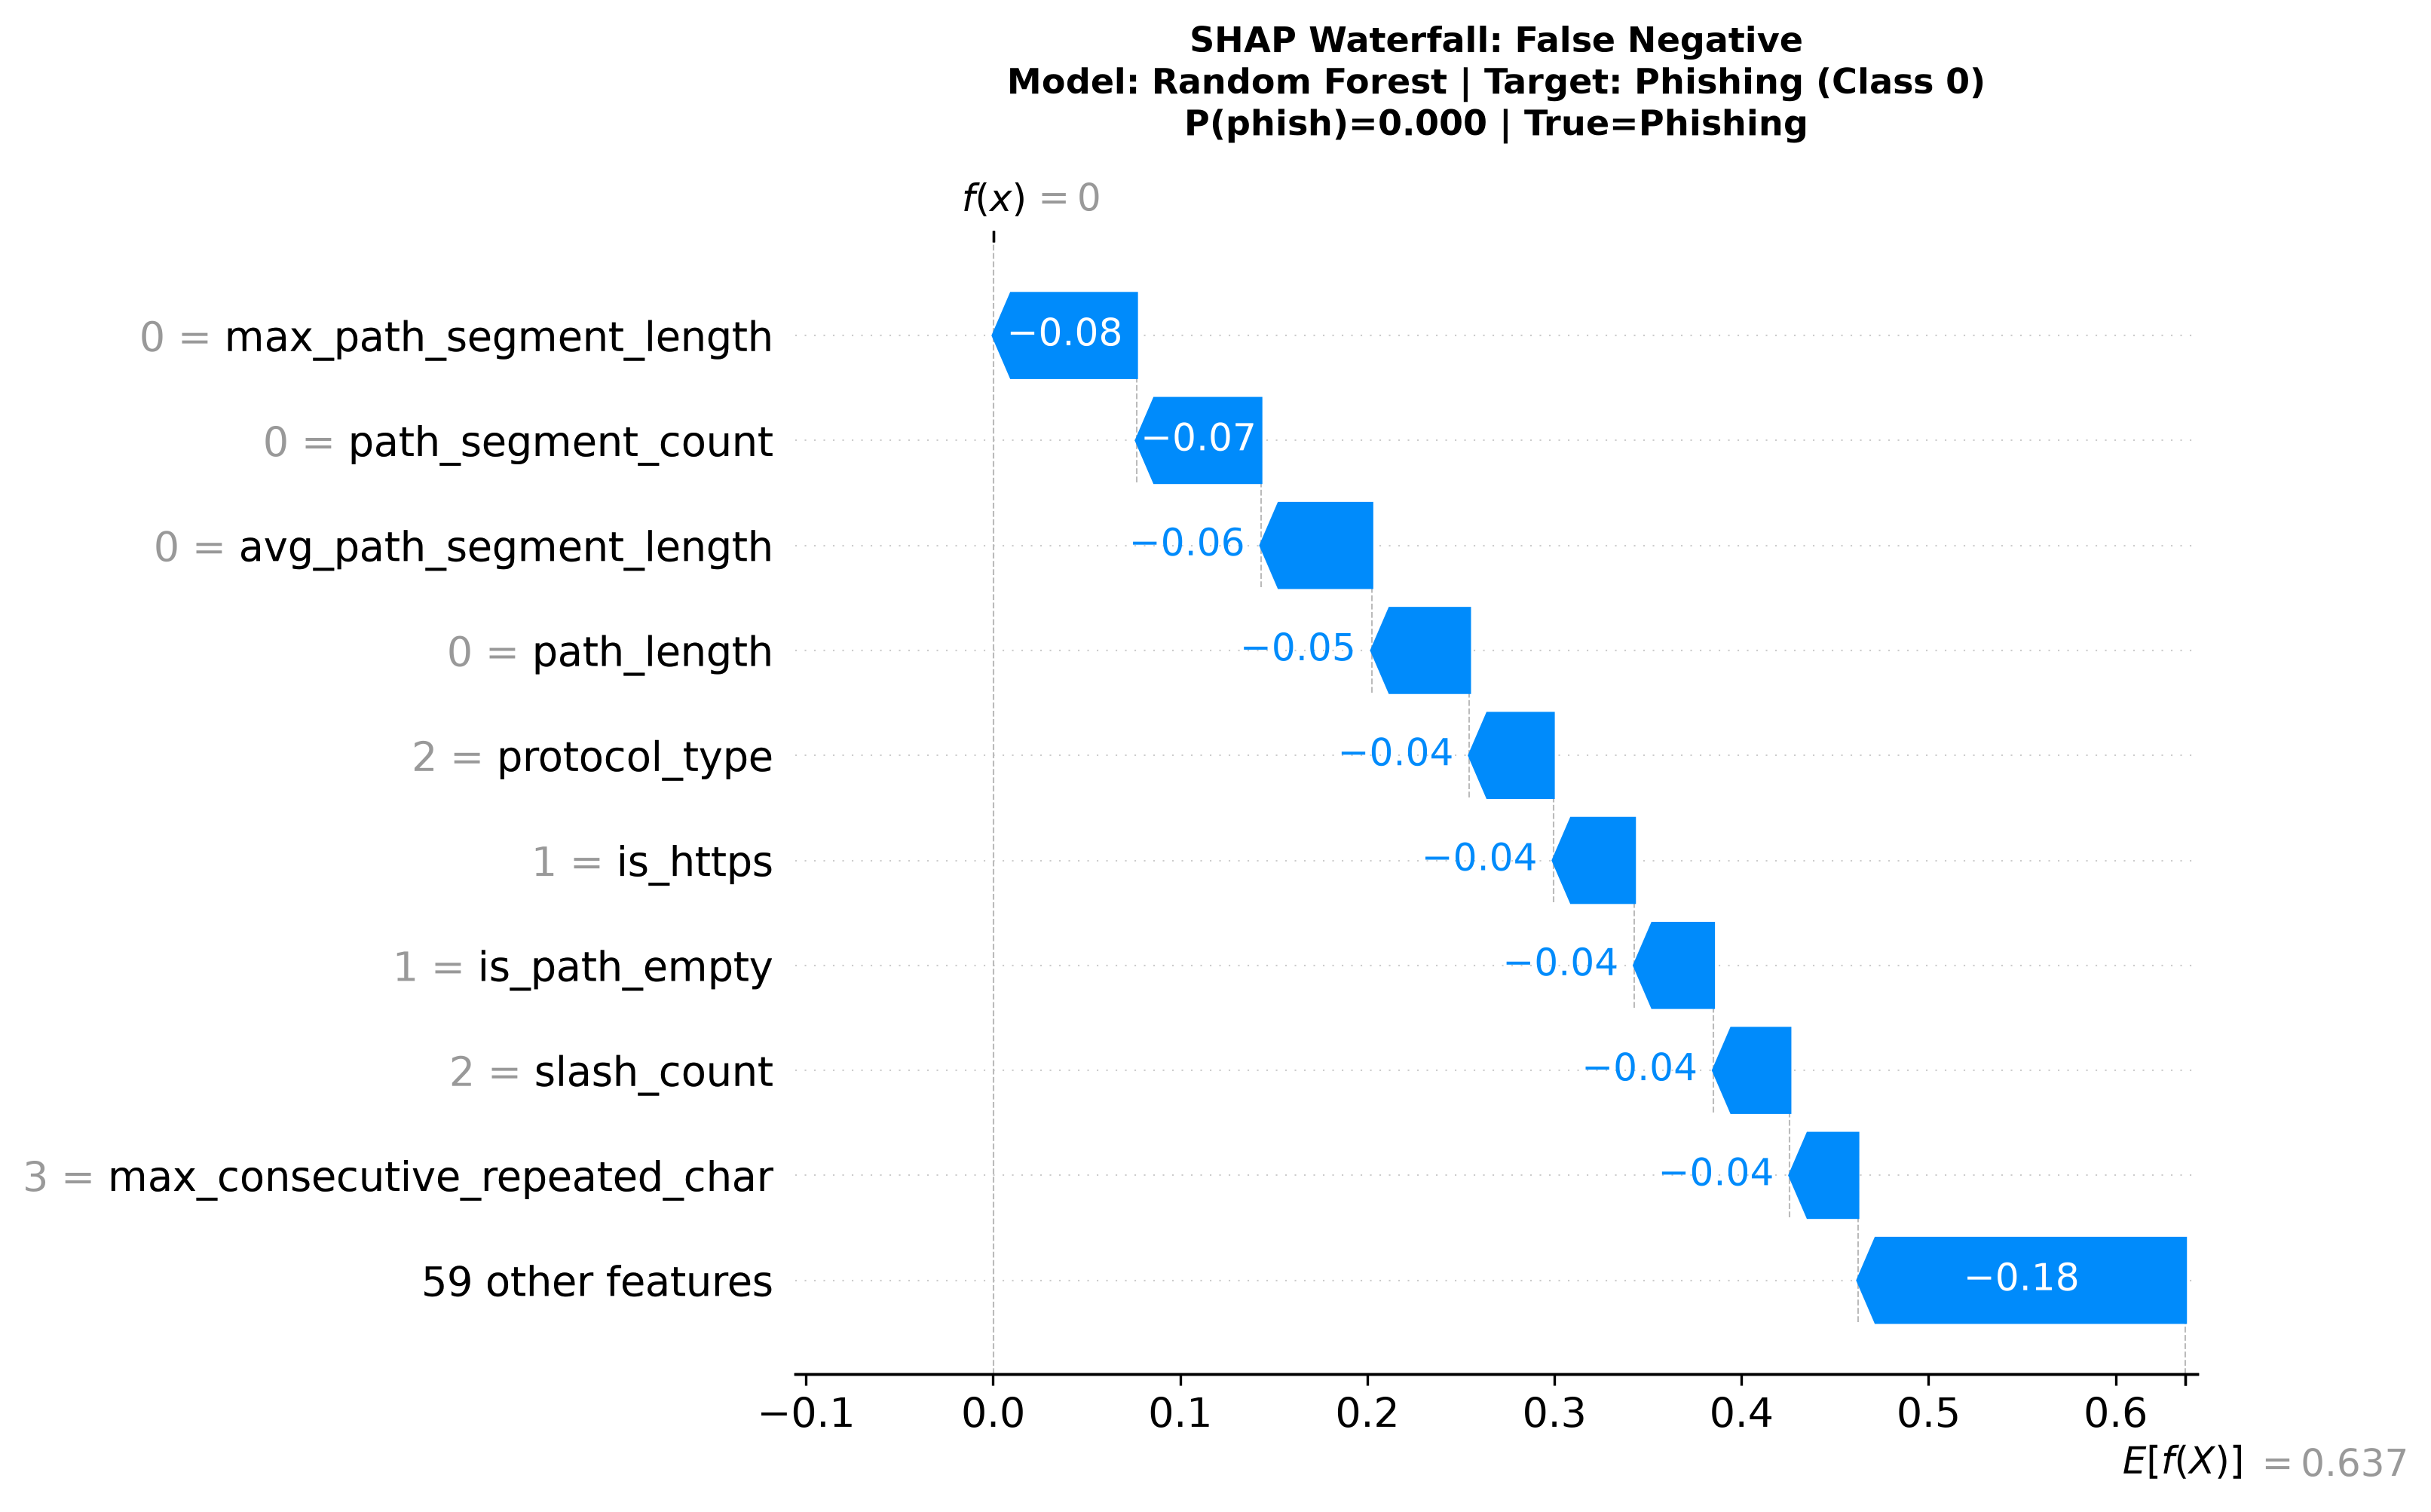 SHAP Waterfall: False Negative
Model: Random Forest | Target: Phishing (Class 0)
P(phish)=0.000 | True=Phishing
f(x) = 0
0 = max_path_segment_length −0.08
0 = path_segment_count −0.07
0 = avg_path_segment_length −0.06
0 = path_length −0.05
2 = protocol_type −0.04
1 = is_https −0.04
1 = is_path_empty −0.04
2 = slash_count −0.04
3 = max_consecutive_repeated_char −0.04
59 other features −0.18
−0.1 0.0 0.1 0.2 0.3 0.4 0.5 0.6
E[f(X)] = 0.637